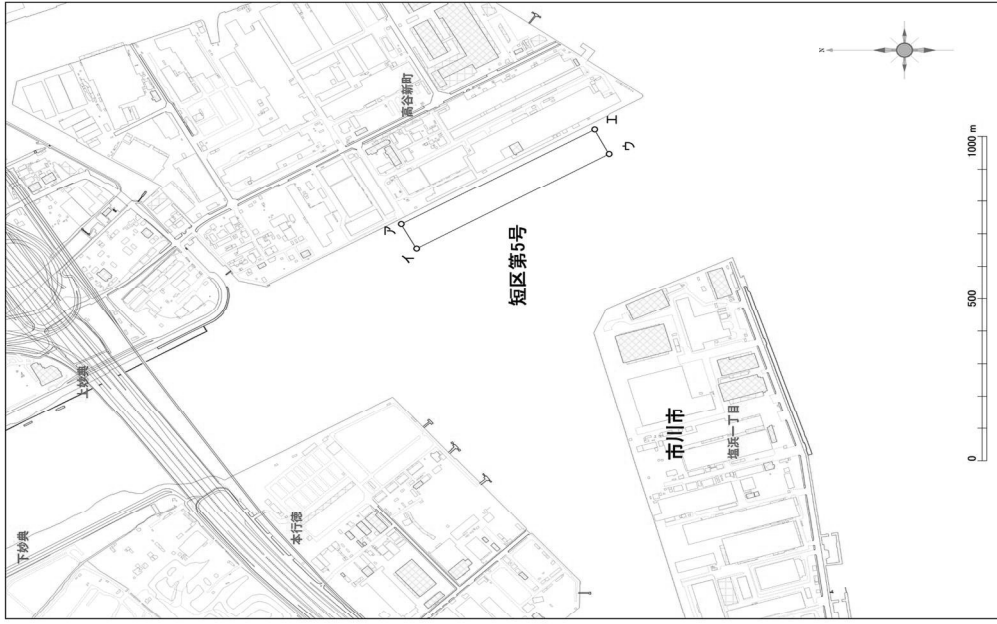 N
高谷新町
上妙典
下妙典
本行徳
ア
イ
ウ
エ
短区第5号
市川市
塩浜一丁目
0
500
1000 m